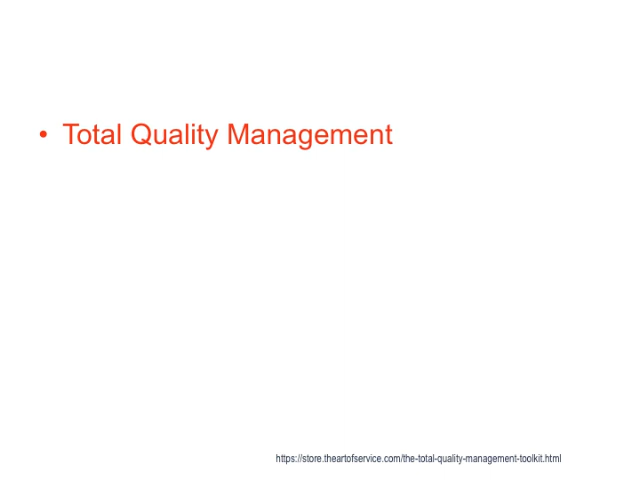 • Total Quality Management
https://store.theartofservice.com/the-total-quality-management-toolkit.html